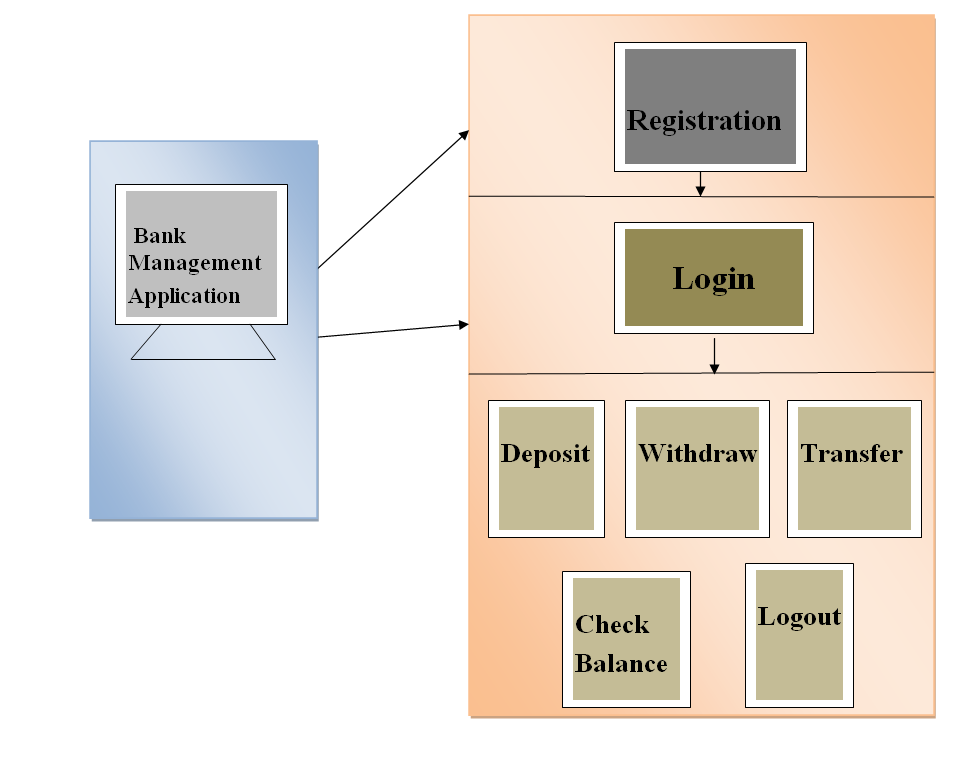 Bank
Management
Application
Registration
Login
Deposit
Withdraw
Transfer
Check
Balance
Logout